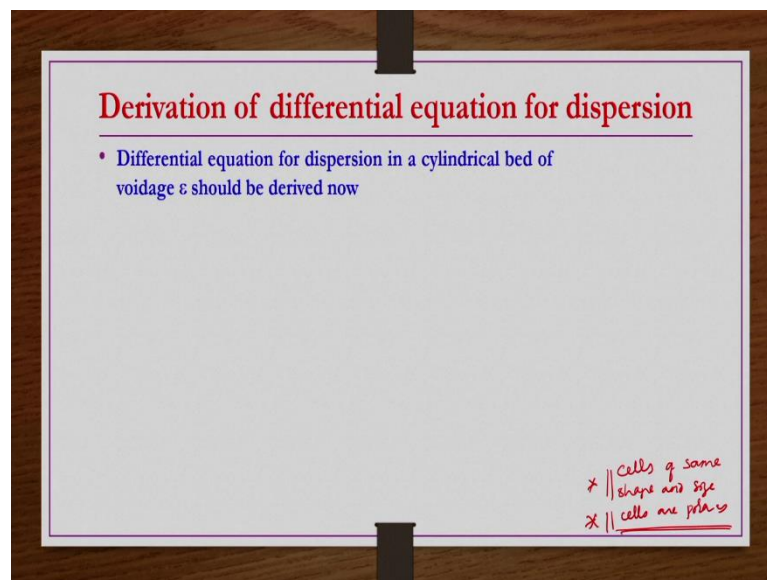 Derivation of differential equation for dispersion
• Differential equation for dispersion in a cylindrical bed of
voidage ε should be derived now
cells of same
shape and size
cells are